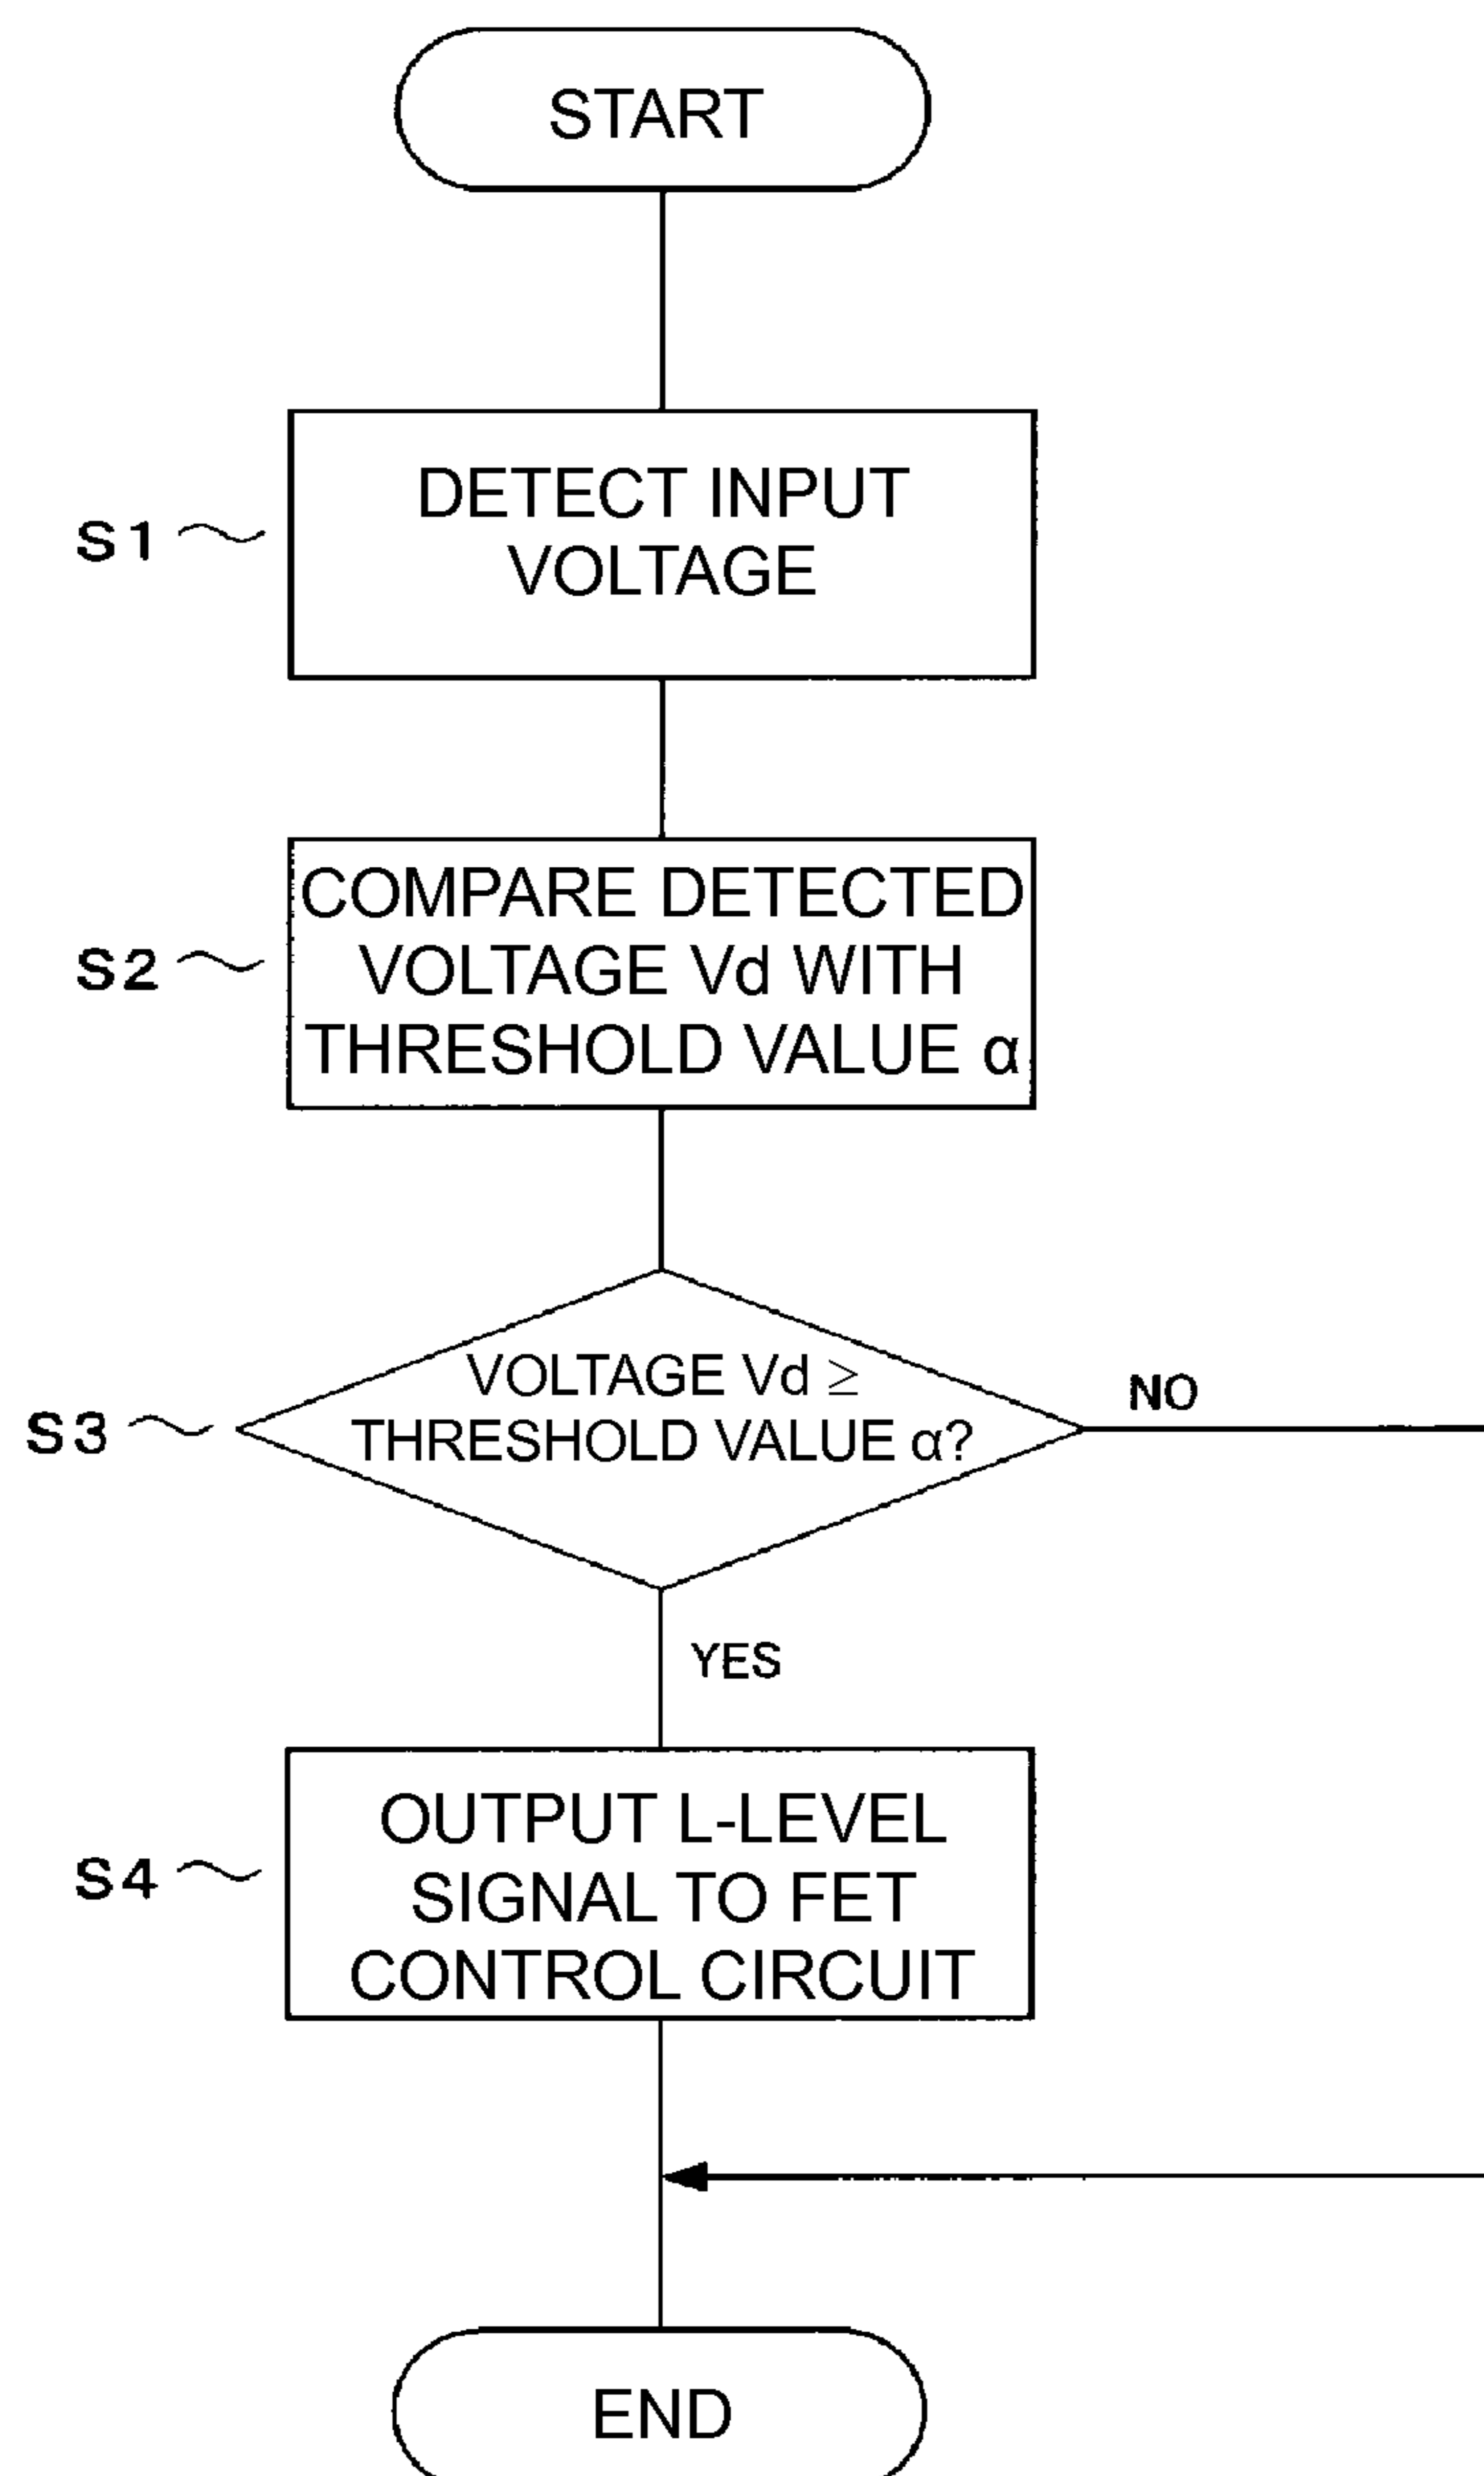 START
S1
DETECT INPUT
VOLTAGE
S2
COMPARE DETECTED
VOLTAGE Vd WITH
THRESHOLD VALUE α
S3
VOLTAGE Vd ≥
THRESHOLD VALUE α?
NO
YES
S4
OUTPUT L-LEVEL
SIGNAL TO FET
CONTROL CIRCUIT
END